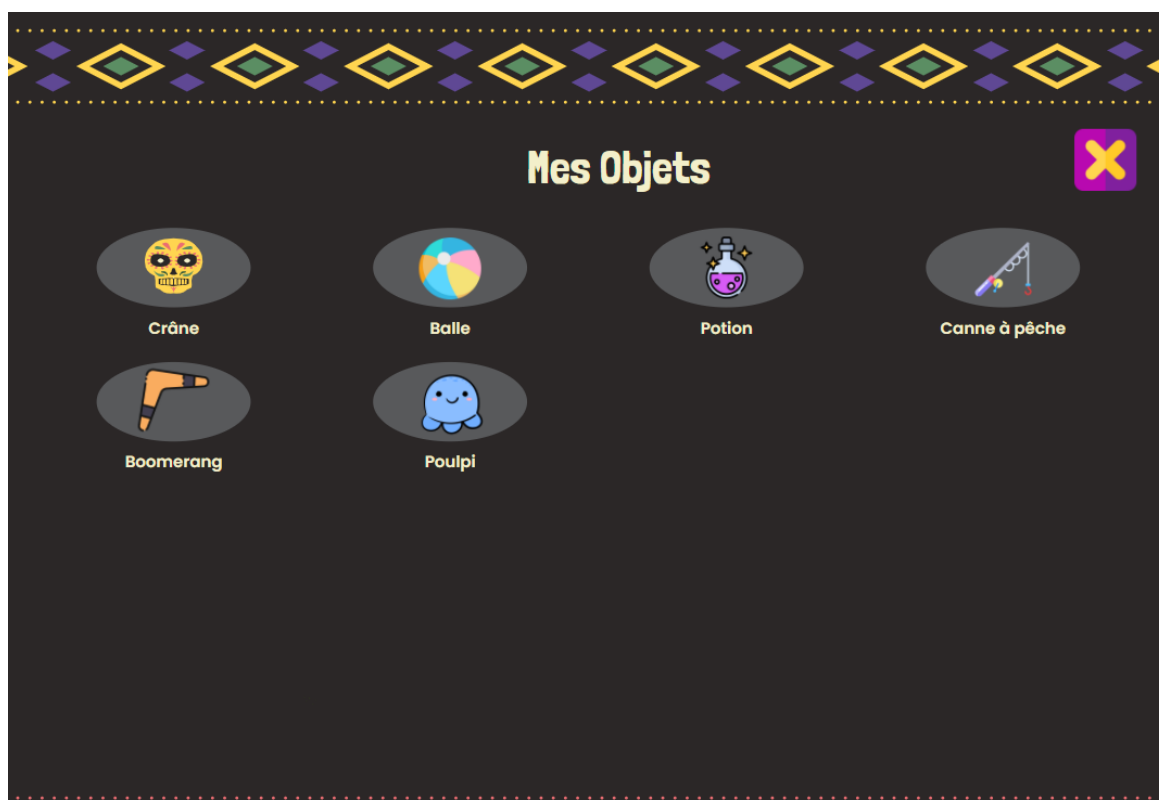 Mes Objets
Crâne
Balle
Potion
Canne à pêche
Boomerang
Poulpi